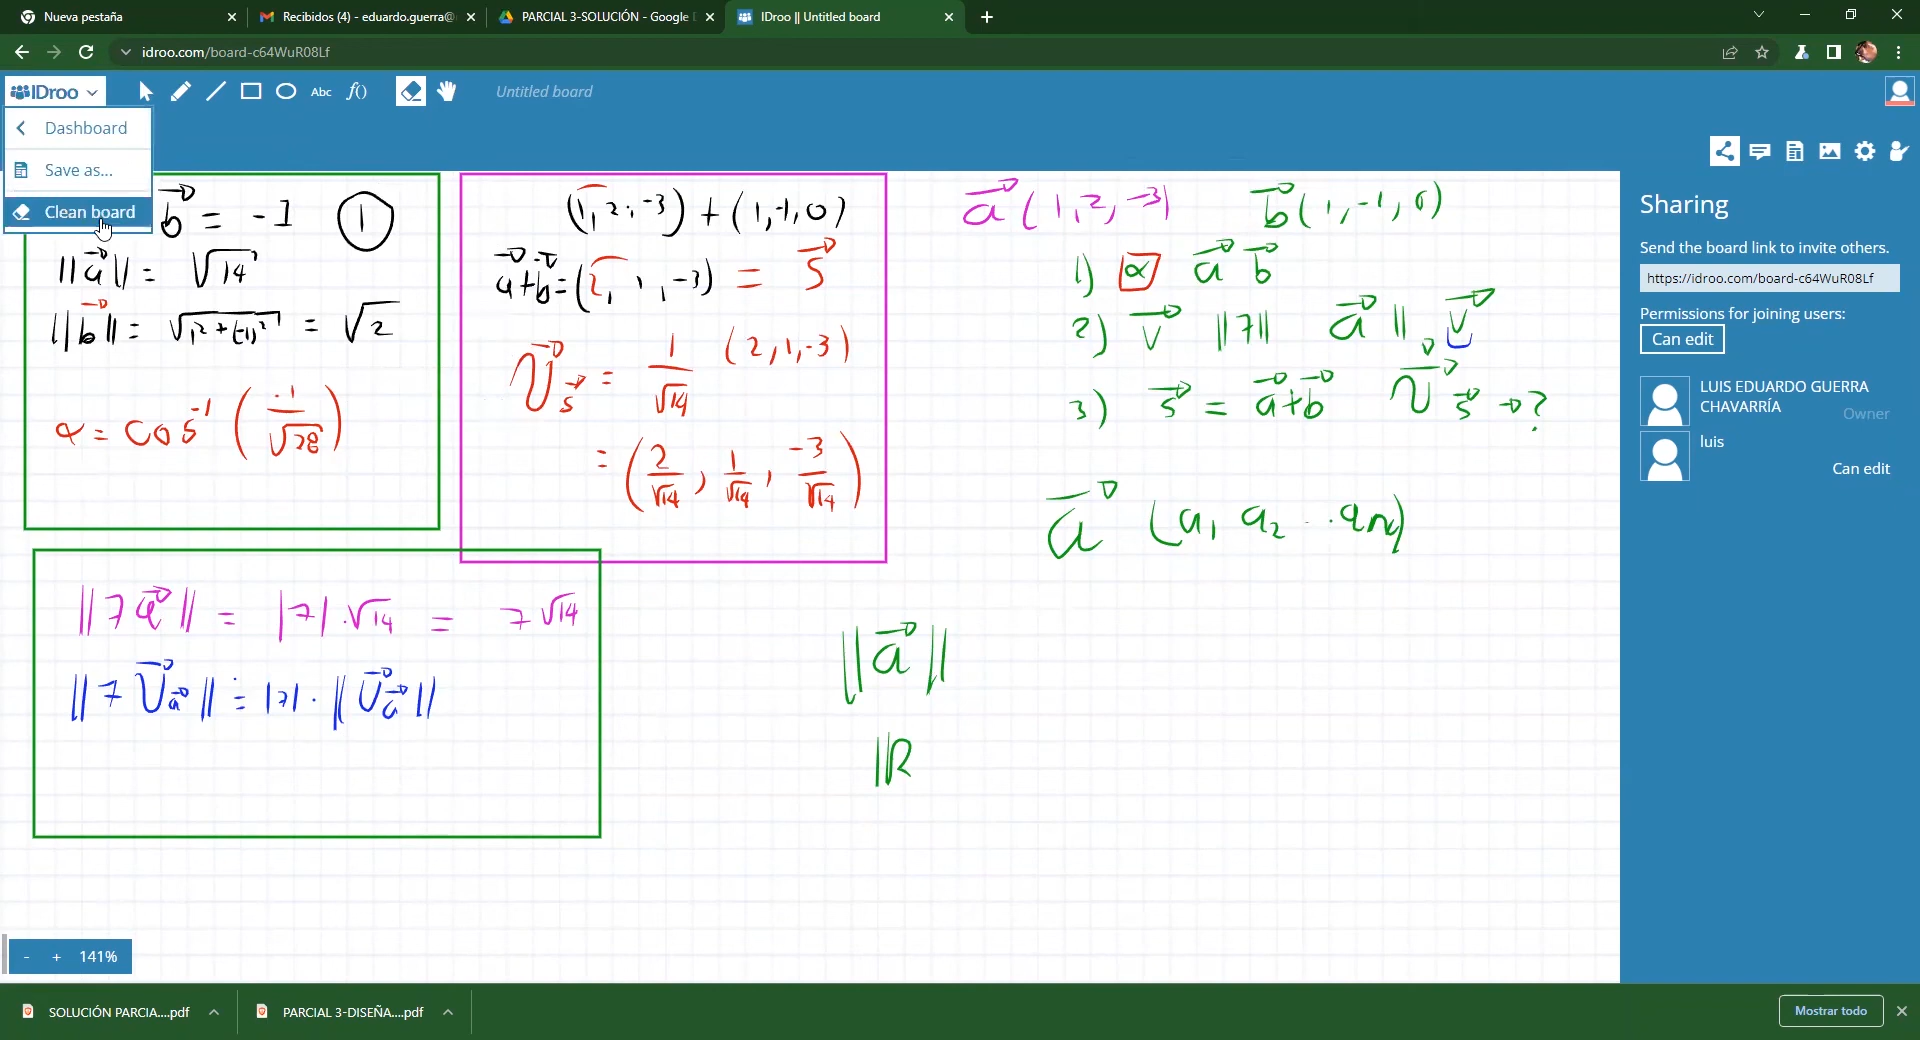 Nueva pestaña
Recibidos (4) - eduardo.guerra@
PARCIAL 3-SOLUCIÓN - Google
IDroo || Untitled board
idroo.com/board-c64WuR08Lf
IDroo
Abc
f()
Untitled board
Dashboard
Save as...
Clean board
b = -1 1
||a|| = √14
||b|| = √1²+(-1)² = √2
α = cos⁻¹ (-1/√28)
(1, 2, -3) + (1, -1, 0)
a+b = (2, 1, -3) = S
U s = 1/√14 (2, 1, -3)
= (2/√14, 1/√14, -3/√14)
a (1, 2, -3) b (1, -1, 0)
1) α a b
2) V ||7|| a || V
3) s = a+b U s → ?
a (a₁ a₂ ... an)
||7a|| = |7| . √14 = 7√14
||7 U a|| = |7| . ||U a||
||a||
IR
Sharing
Send the board link to invite others.
https://idroo.com/board-c64WuR08Lf
Permissions for joining users:
Can edit
LUIS EDUARDO GUERRA
CHAVARRÍA
Owner
luis
Can edit
- + 141%
SOLUCIÓN PARCIA....pdf
PARCIAL 3-DISEÑA....pdf
Mostrar todo